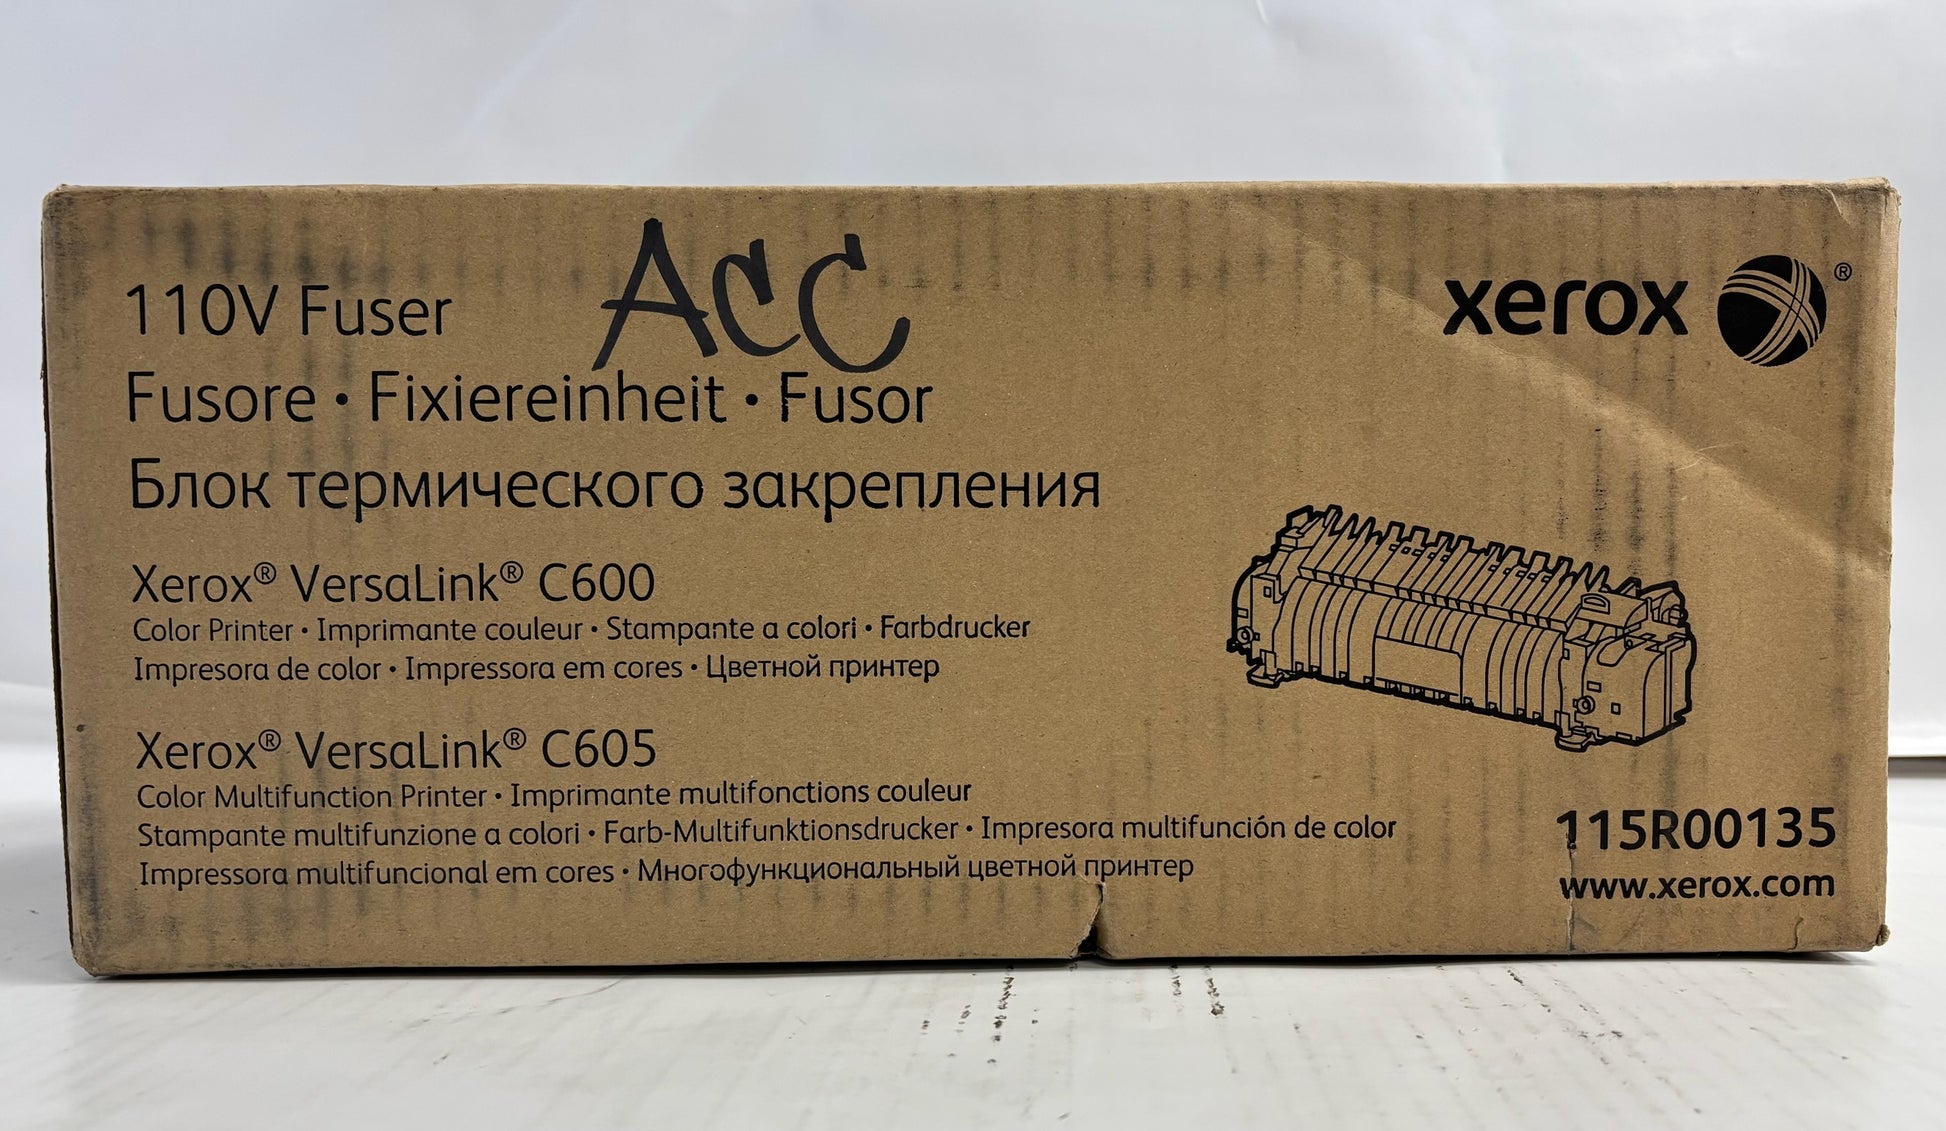 ACC
xerox ®
110V Fuser
Fusore • Fixiereinheit • Fusor
Блок термического закрепления
Xerox® VersaLink® C600
Color Printer • Imprimante couleur • Stampante a colori • Farbdrucker
Impresora de color • Impressora em cores • Цветной принтер
Xerox® VersaLink® C605
Color Multifunction Printer • Imprimante multifonctions couleur
Stampante multifunzione a colori • Farb-Multifunktionsdrucker • Impresora multifunción de color
Impressora multifuncional em cores • Многофункциональный цветной принтер
115R00135
www.xerox.com